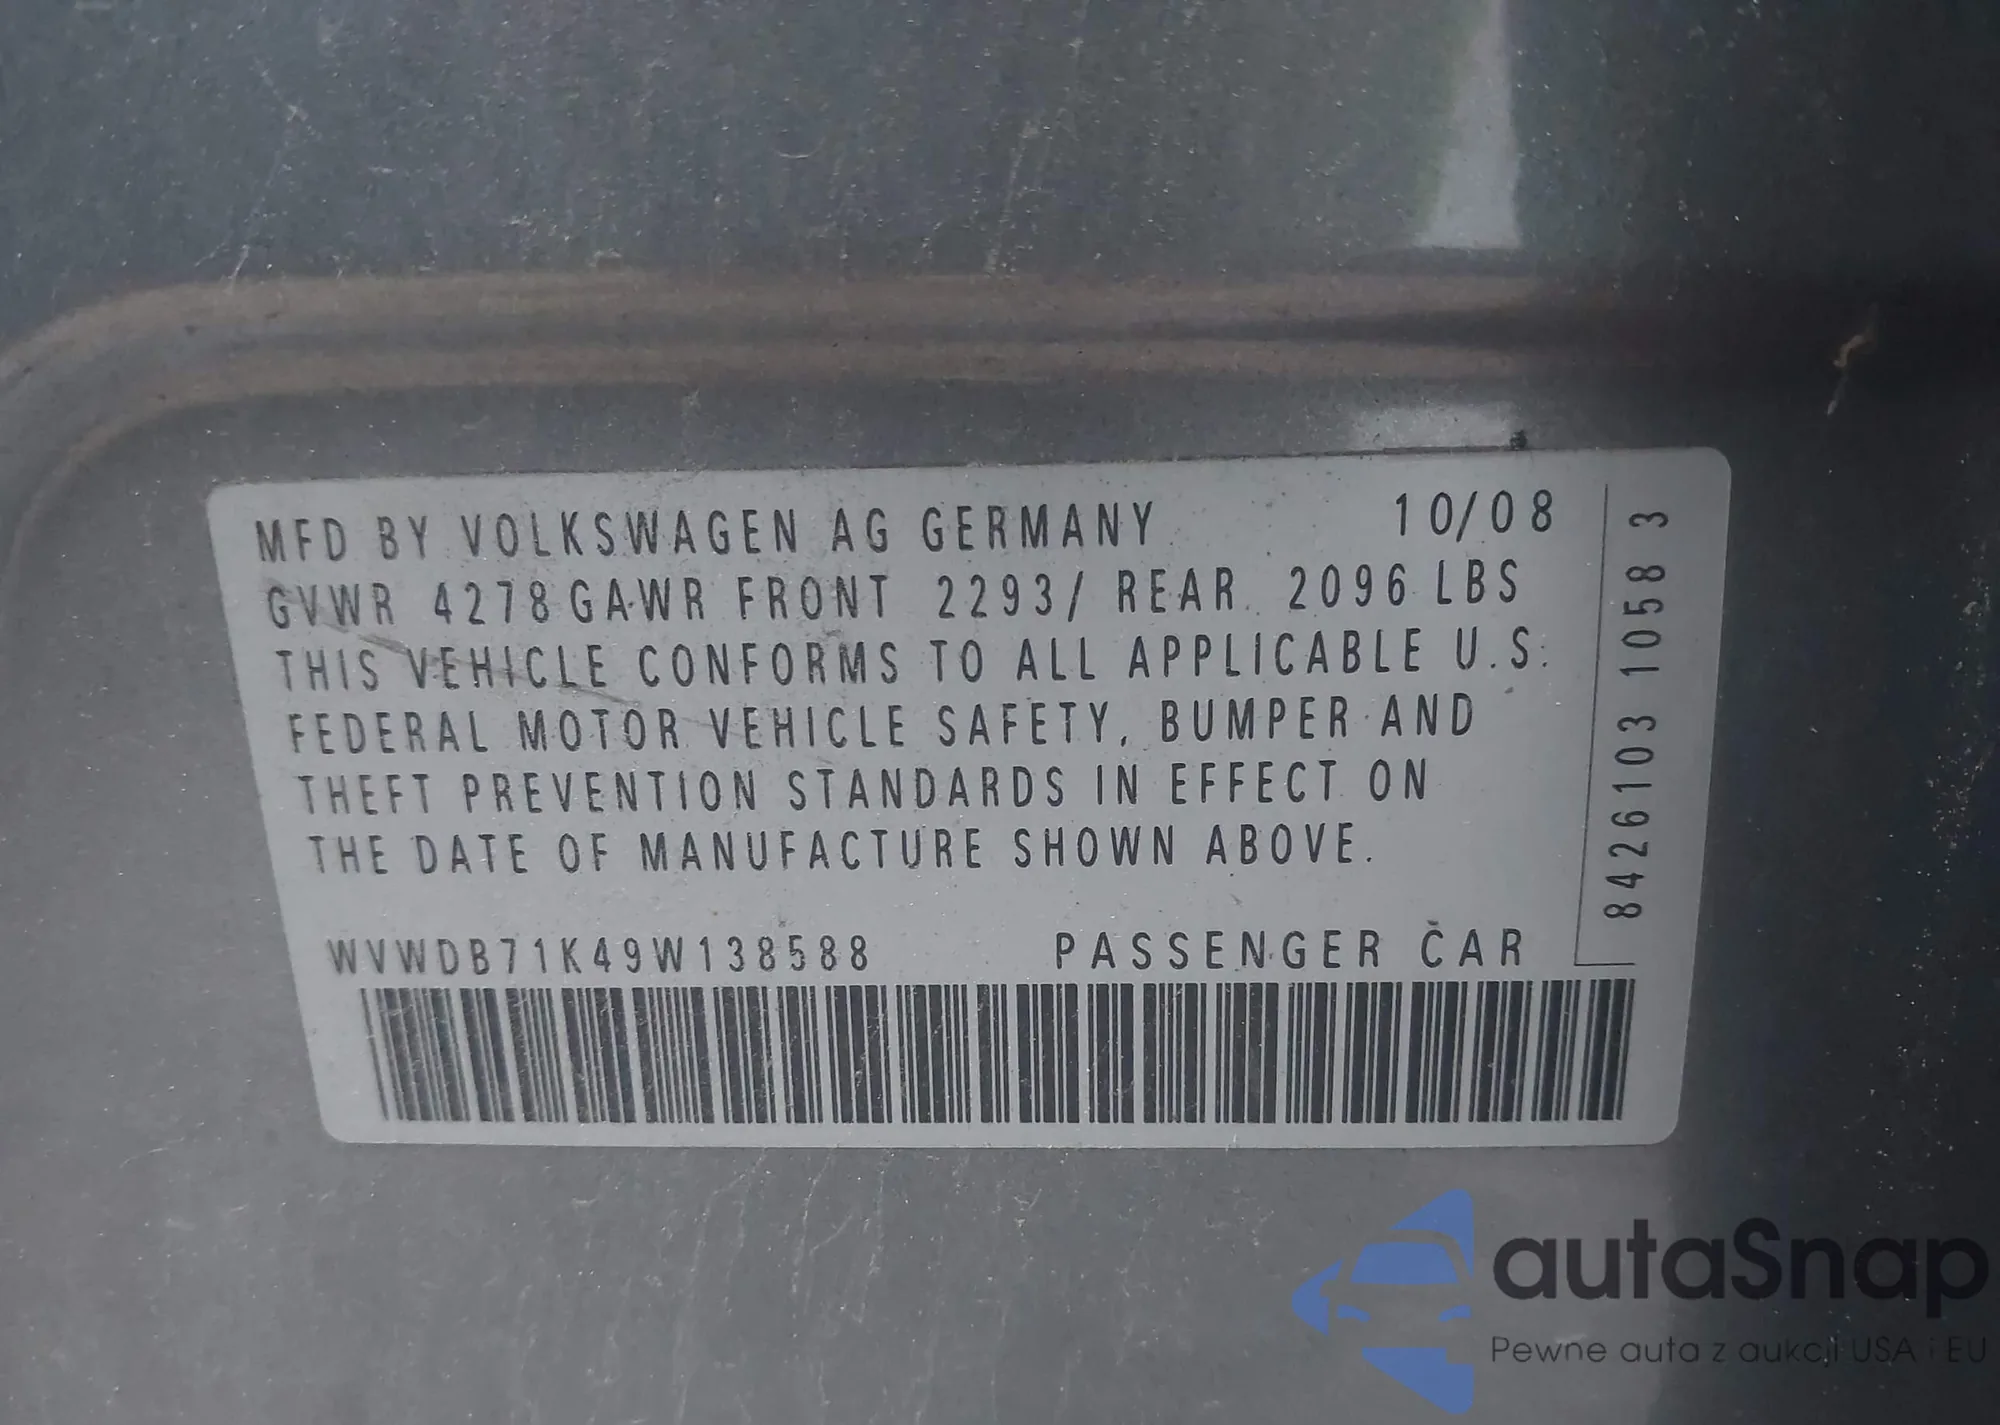 MFD BY VOLKSWAGEN AG GERMANY 10/08
GVWR 4278 GAWR FRONT 2293/ REAR 2096 LBS
THIS VEHICLE CONFORMS TO ALL APPLICABLE U.S.
FEDERAL MOTOR VEHICLE SAFETY, BUMPER AND
THEFT PREVENTION STANDARDS IN EFFECT ON
THE DATE OF MANUFACTURE SHOWN ABOVE.
WVWDB71K49W138588 PASSENGER CAR
8426103 1058 3
autaSnap
Pewne auta z aukcji USA i EU